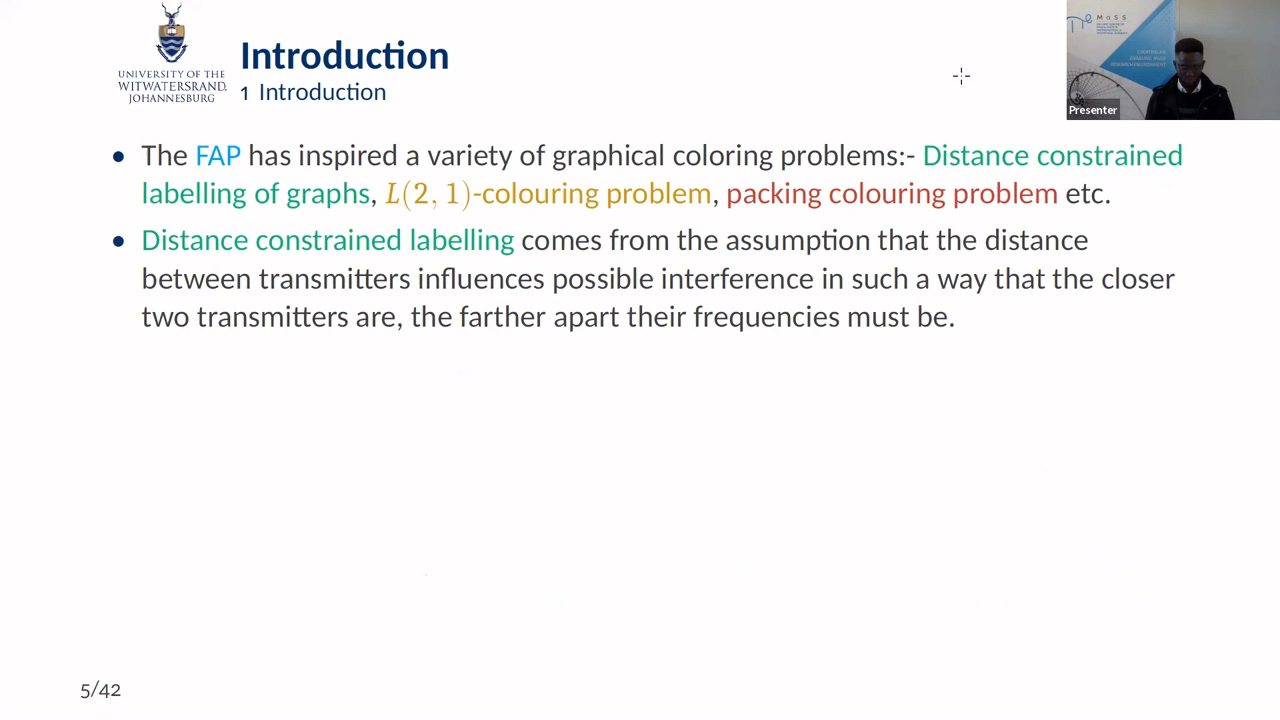 UNIVERSITY OF THE
WITWATERSRAND,
JOHANNESBURG
Introduction
1 Introduction
MaSS
Presenter
• The FAP has inspired a variety of graphical coloring problems:- Distance constrained
labelling of graphs, L(2, 1)-colouring problem, packing colouring problem etc.
• Distance constrained labelling comes from the assumption that the distance
between transmitters influences possible interference in such a way that the closer
two transmitters are, the farther apart their frequencies must be.
5/42